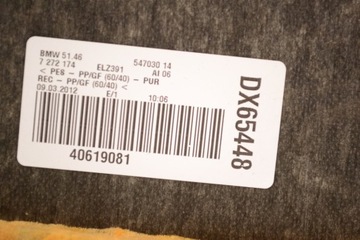 BMW 51.46
7 272 174 ELZ391 547030 14
< PES - PP/GF (60/40) - PUR AI 06
REC - PP/GF (60/40) <
09.03.2012 E/1 10:06
40619081
DX65448